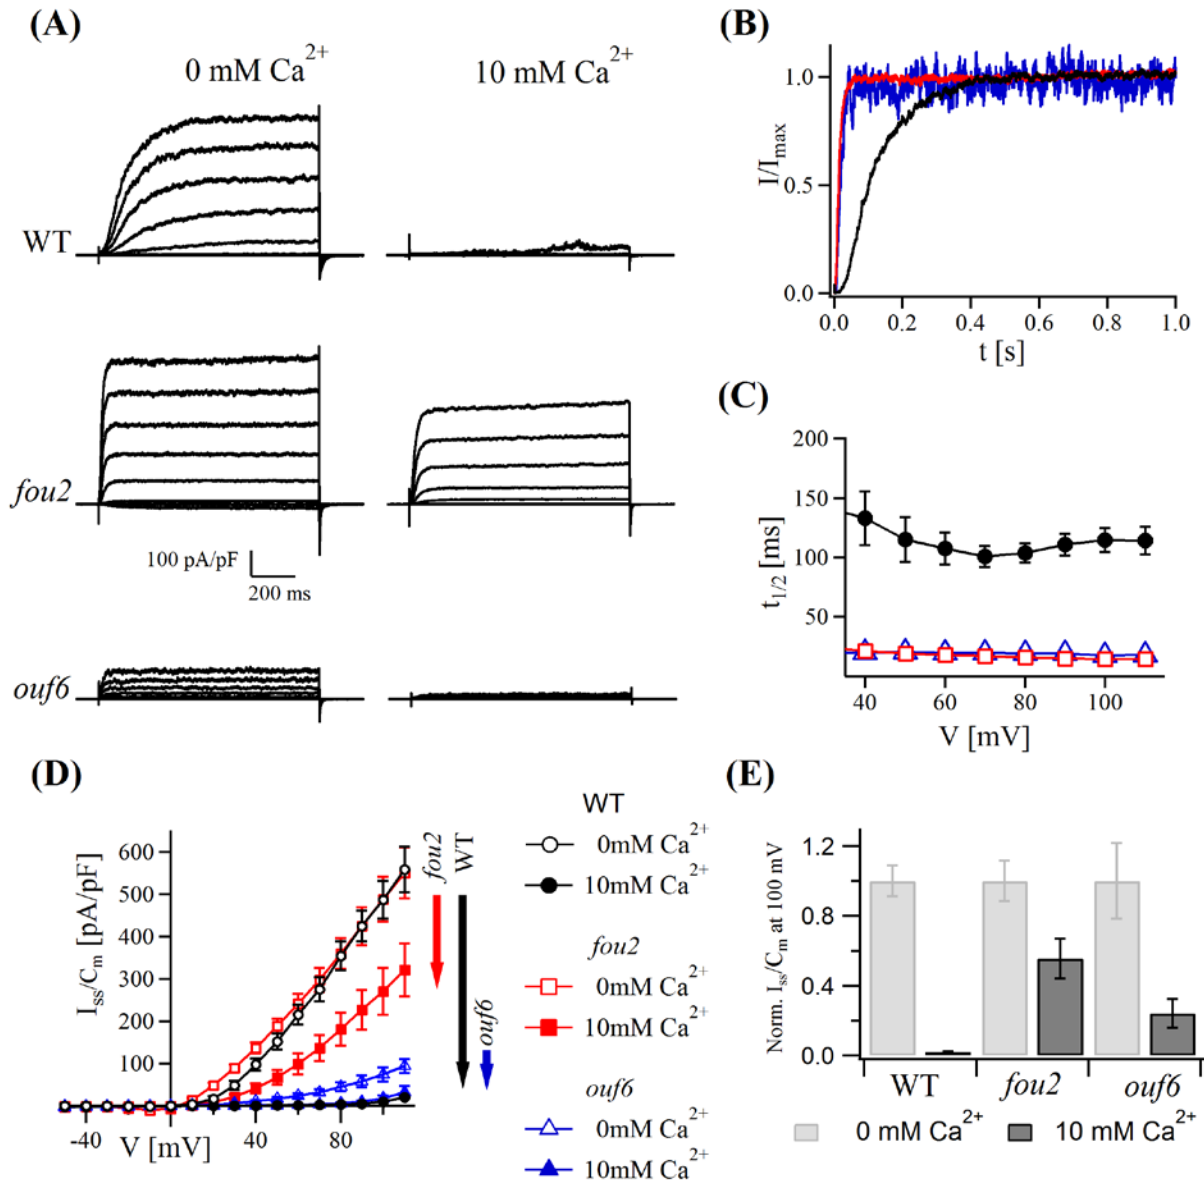 (A)
0 mM Ca2+
10 mM Ca2+
WT
fou2
100 pA/pF
200 ms
ouf6
(B)
I/Imax
1.0
0.5
0.0
0.0 0.2 0.4 0.6 0.8 1.0
t [s]
(C)
t1/2 [ms]
200
150
100
50
40 60 80 100
V [mV]
(D)
Iss/Cm [pA/pF]
600
500
400
300
200
100
-40
40
80
V [mV]
fou2
WT
ouf6
WT
0mM Ca2+
10mM Ca2+
fou2
0mM Ca2+
10mM Ca2+
ouf6
0mM Ca2+
10mM Ca2+
(E)
Norm. Iss/Cm at 100 mV
1.2
0.8
0.4
0.0
WT
fou2
ouf6
0 mM Ca2+
10 mM Ca2+